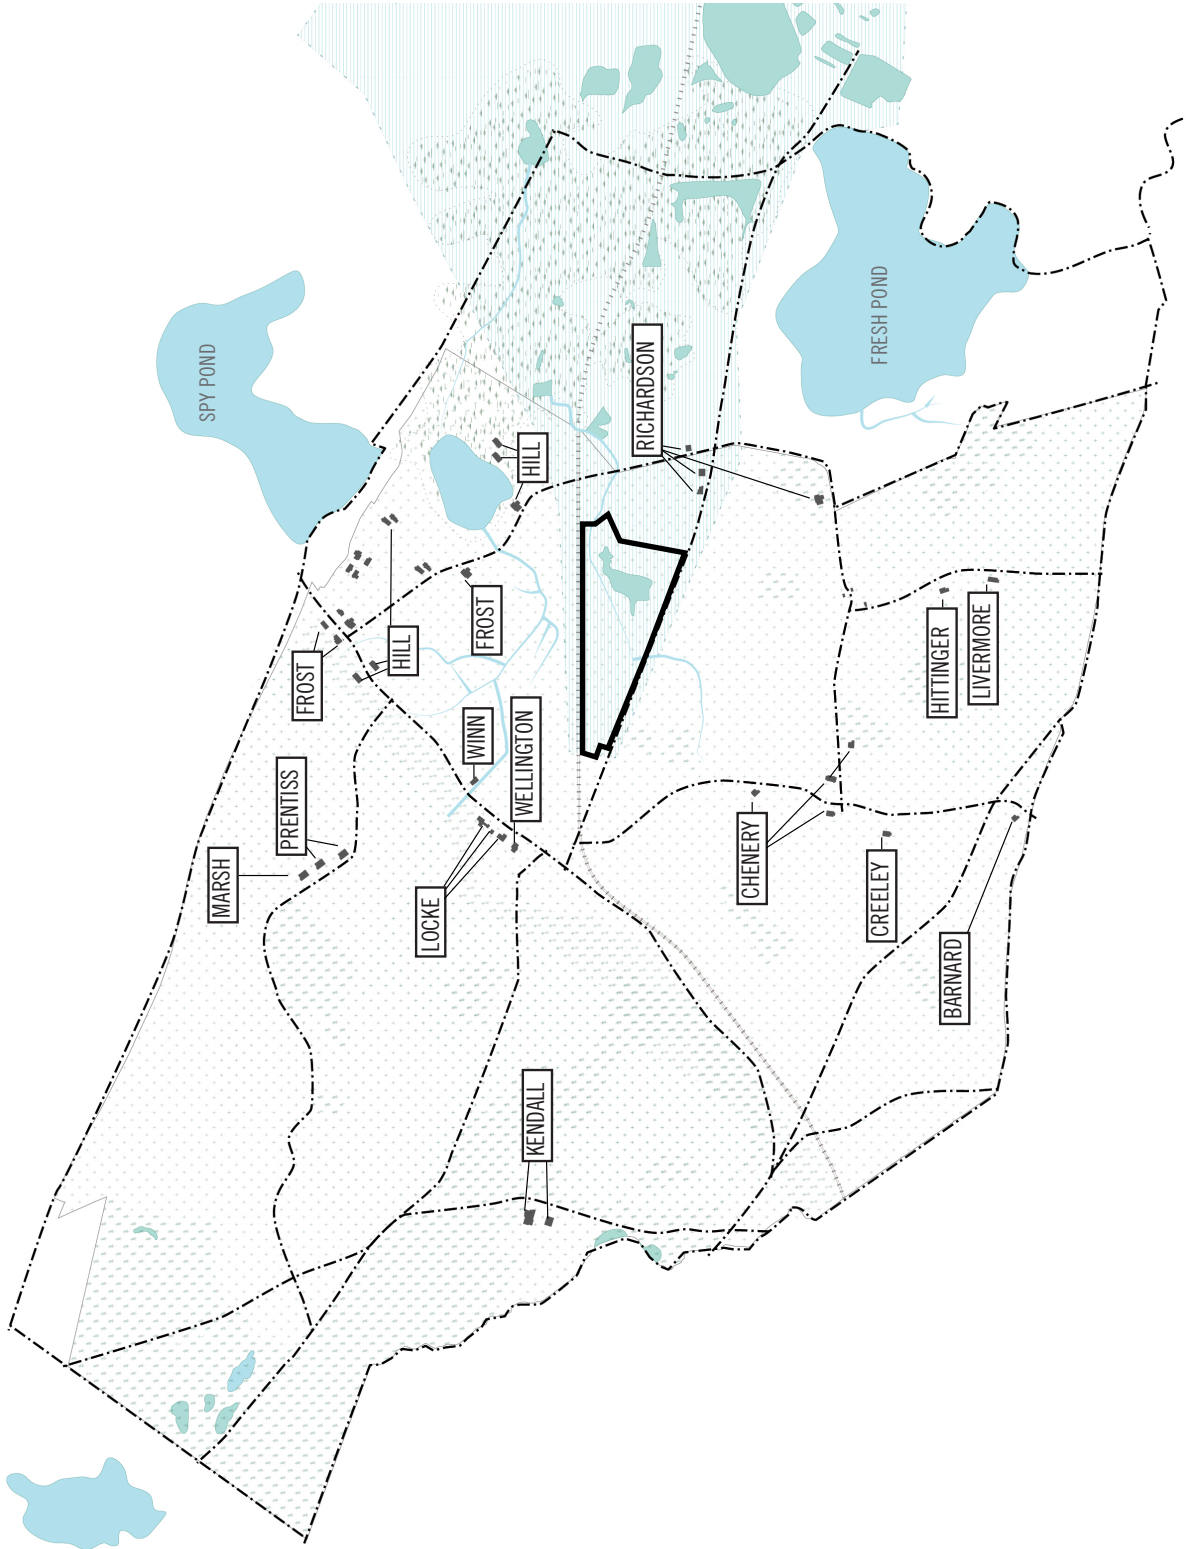 SPY POND
FRESH POND
RICHARDSON
HILL
FROST
HILL
FROST
HITTINGER
LIVERMORE
WINN
WELLINGTON
PRENTISS
MARSH
LOCKE
CHENERY
CREELEY
BARNARD
KENDALL